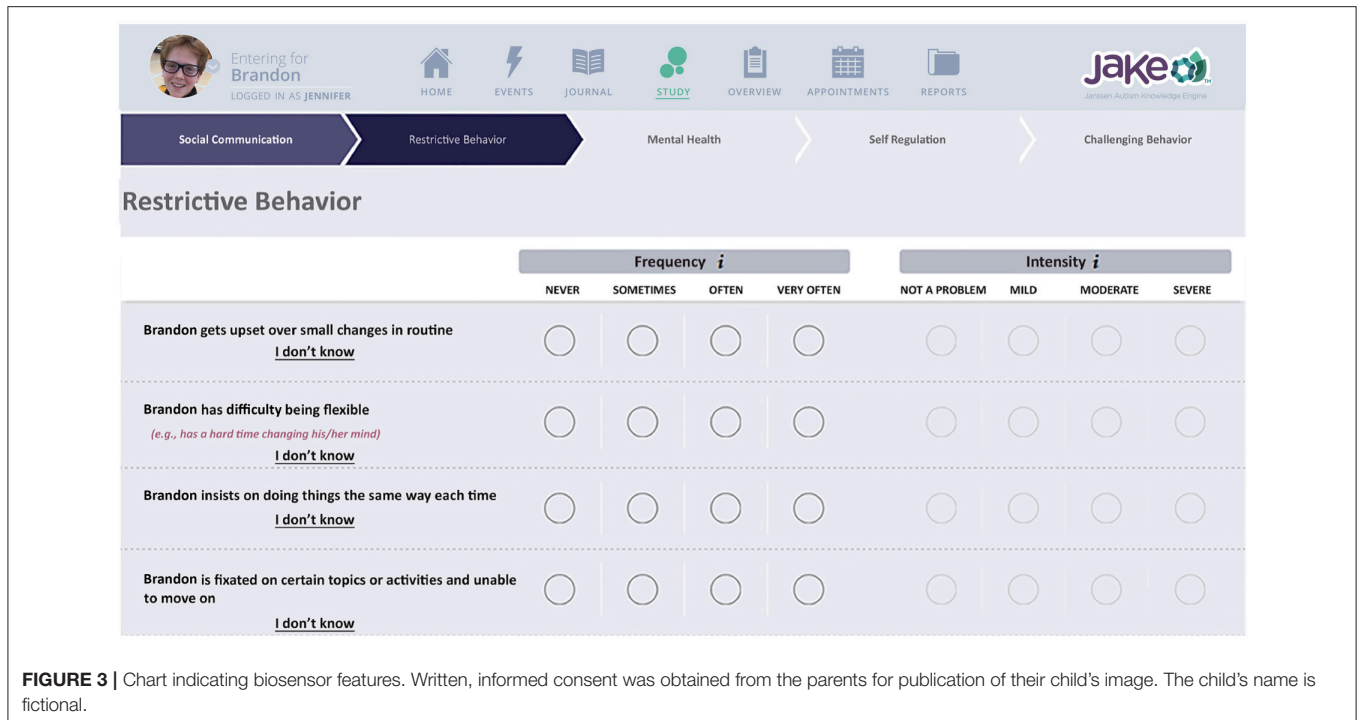 Entering for
Brandon
LOGGED IN AS JENNIFER
HOME
EVENTS
JOURNAL
STUDY
OVERVIEW
APPOINTMENTS
REPORTS
Jake
TM
Janssen Autism Knowledge Engine
Social Communication
Restrictive Behavior
Mental Health
Self Regulation
Challenging Behavior
Restrictive Behavior
Frequency i
Intensity i
NEVER SOMETIMES OFTEN VERY OFTEN NOT A PROBLEM MILD MODERATE SEVERE
Brandon gets upset over small changes in routine
I don't know
Brandon has difficulty being flexible
(e.g., has a hard time changing his/her mind)
I don't know
Brandon insists on doing things the same way each time
I don't know
Brandon is fixated on certain topics or activities and unable
to move on
I don't know
FIGURE 3 | Chart indicating biosensor features. Written, informed consent was obtained from the parents for publication of their child's image. The child's name is
fictional.